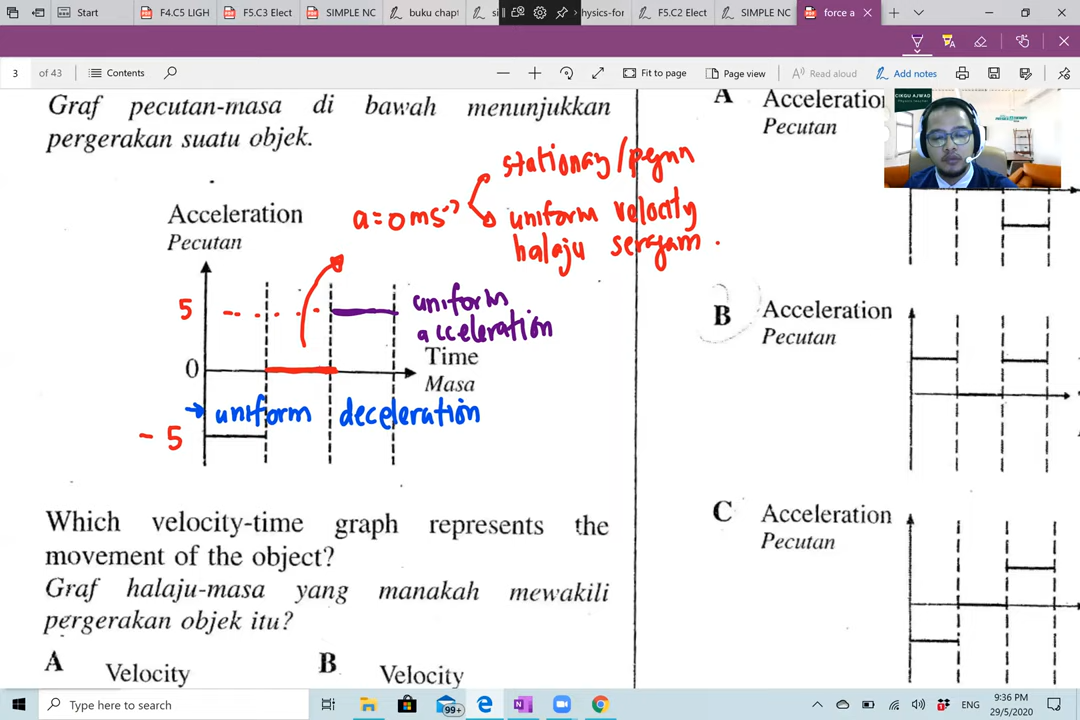 Start
F4.C5 LIGH
F5.C3 Elect
SIMPLE NC
buku chapt
si
hysics-for
F5.C2 Elect
SIMPLE NC
force a
3 of 43
Contents
Fit to page
Page view
Read aloud
Add notes
Graf pecutan-masa di bawah menunjukkan
pergerakan suatu objek.
stationary/pegun
a=0ms⁻²
uniform velocity
halaju seragam.
Acceleration
Pecutan
5
uniform
acceleration
0
Time
Masa
uniform deceleration
-5
Which velocity-time graph represents the
movement of the object?
Graf halaju-masa yang manakah mewakili
pergerakan objek itu?
A Velocity
B Velocity
A Acceleration
Pecutan
B Acceleration
Pecutan
C Acceleration
Pecutan
CIKGU AJWAD
Type here to search
99+
ENG
9:36 PM
29/5/2020